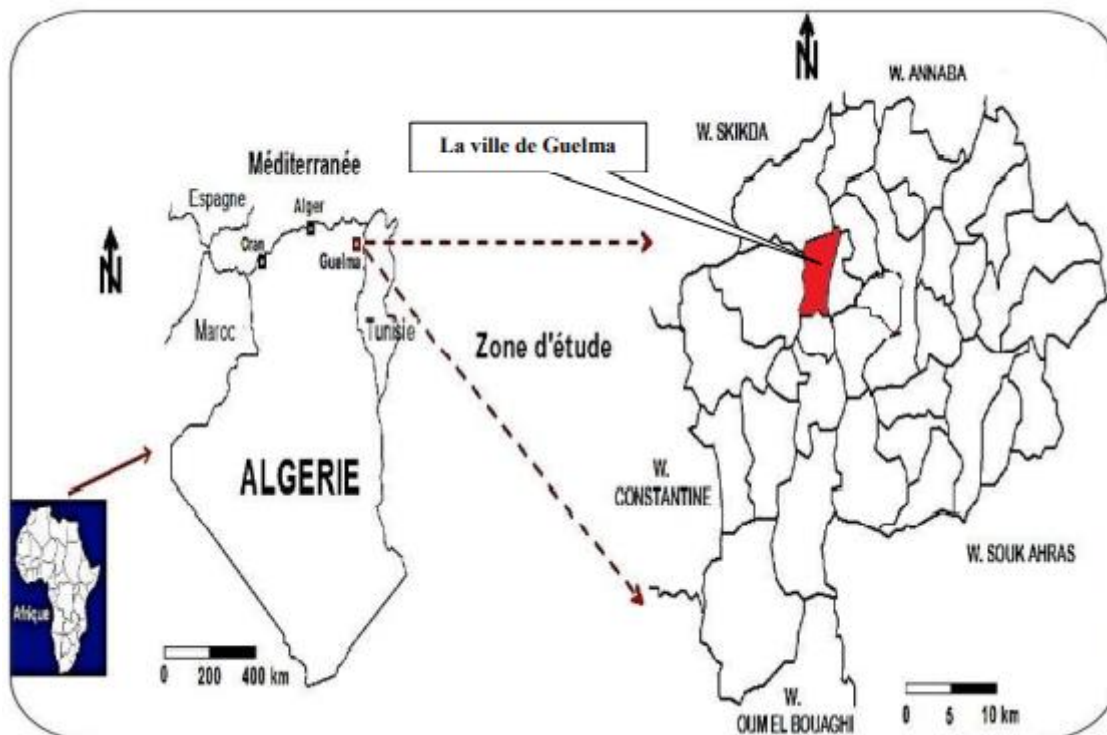 N
W. ANNABA
W. SKIKDA
La ville de Guelma
Méditerranée
Espagne
Alger
Oran
Guelma
N
Maroc
Tunisie
Zone d'étude
ALGERIE
W.
CONSTANTINE
W. SOUK AHRAS
Afrique
0 200 400 km
0 5 10 km
W.
OUM EL BOUAGHI